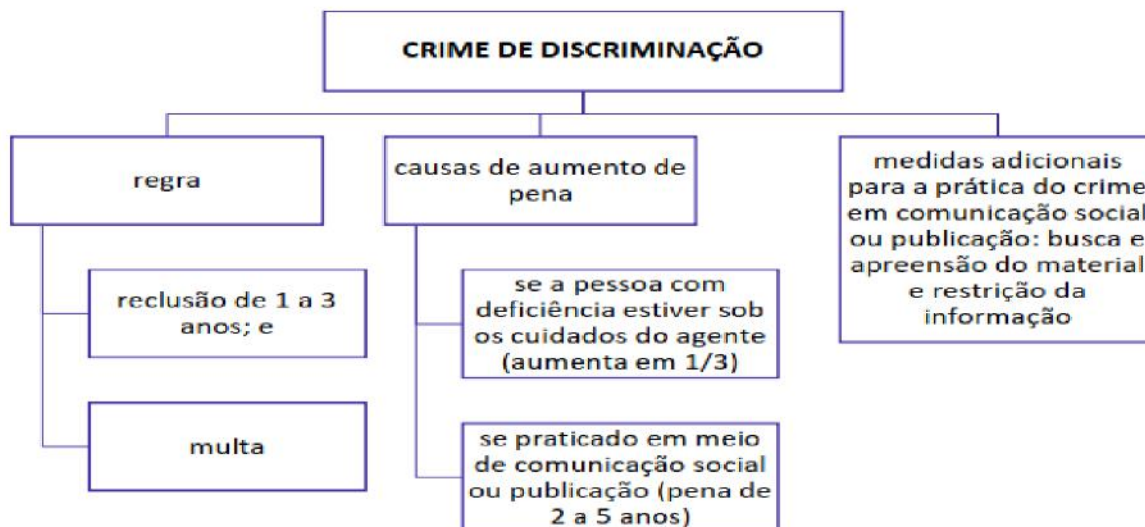 CRIME DE DISCRIMINAÇÃO
regra
reclusão de 1 a 3
anos; e
multa
causas de aumento de
pena
se a pessoa com
deficiência estiver sob
os cuidados do agente
(aumenta em 1/3)
se praticado em meio
de comunicação social
ou publicação (pena de
2 a 5 anos)
medidas adicionais
para a prática do crime
em comunicação social
ou publicação: busca e
apreensão do material
e restrição da
informação